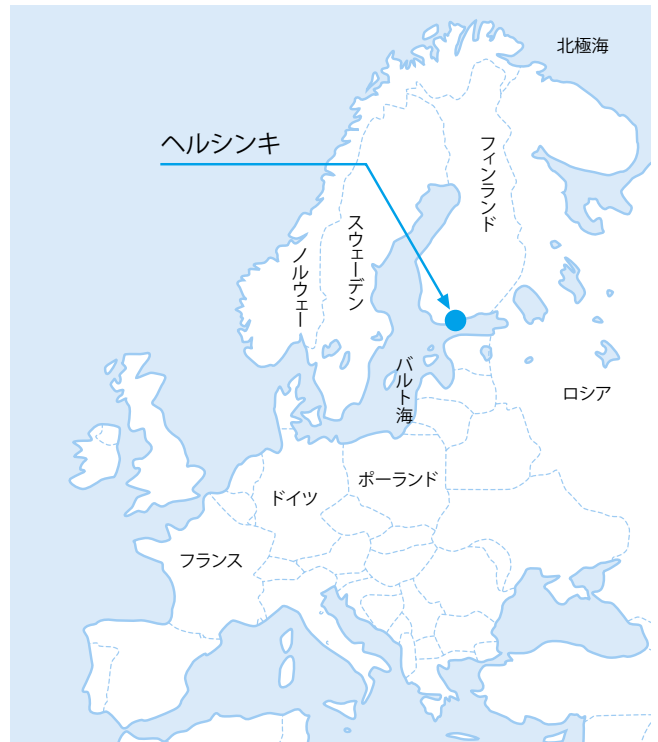 北極海
ヘルシンキ
フィンランド
スウェーデン
ノルウェー
バルト海
ロシア
ポーランド
ドイツ
フランス